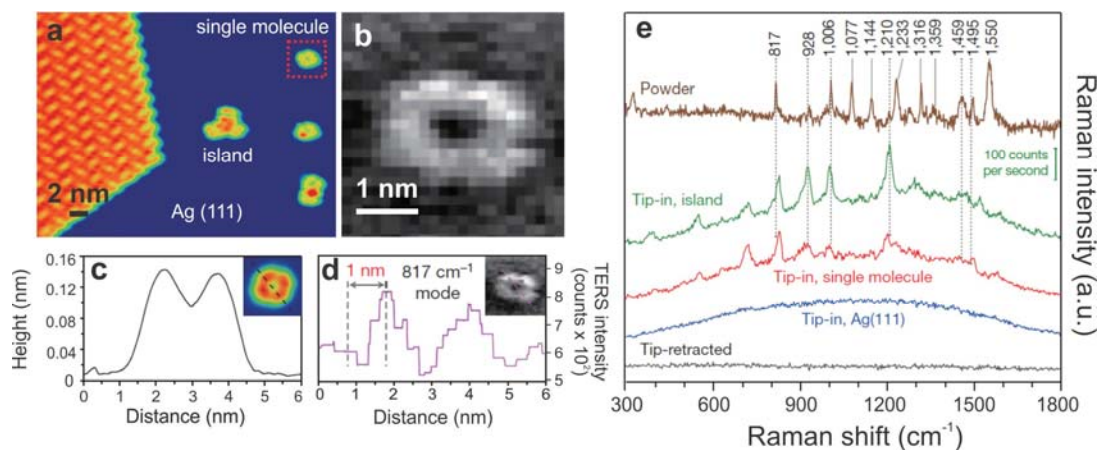 a
single molecule
island
2 nm
Ag (111)
b
1 nm
c
0.16
0.12
0.08
0.04
0
Height (nm)
0 1 2 3 4 5 6
Distance (nm)
d
1 nm
817 cm⁻¹
mode
9
8
7
6
5
TERS intensity
(counts x 10²)
0 1 2 3 4 5 6
Distance (nm)
e
817
928
1,006
1,077
1,144
1,210
1,233
1,316
1,359
1,459
1,495
1,550
Powder
100 counts
per second
Tip-in, island
Tip-in, single molecule
Tip-in, Ag(111)
Tip-retracted
300 600 900 1200 1500 1800
Raman shift (cm⁻¹)
Raman intensity (a.u.)